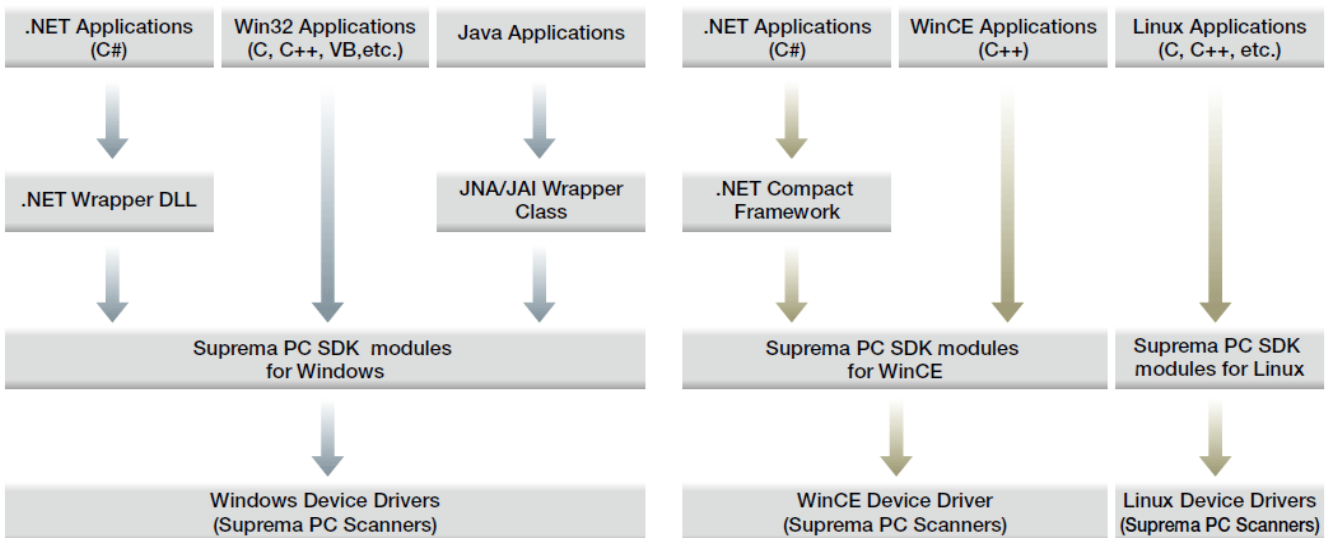 .NET Applications
(C#)
Win32 Applications
(C, C++, VB,etc.)
Java Applications
.NET Applications
(C#)
WinCE Applications
(C++)
Linux Applications
(C, C++, etc.)
.NET Wrapper DLL
JNA/JAI Wrapper
Class
.NET Compact
Framework
Suprema PC SDK modules
for Windows
Suprema PC SDK modules
for WinCE
Suprema PC SDK
modules for Linux
Windows Device Drivers
(Suprema PC Scanners)
WinCE Device Driver
(Suprema PC Scanners)
Linux Device Drivers
(Suprema PC Scanners)